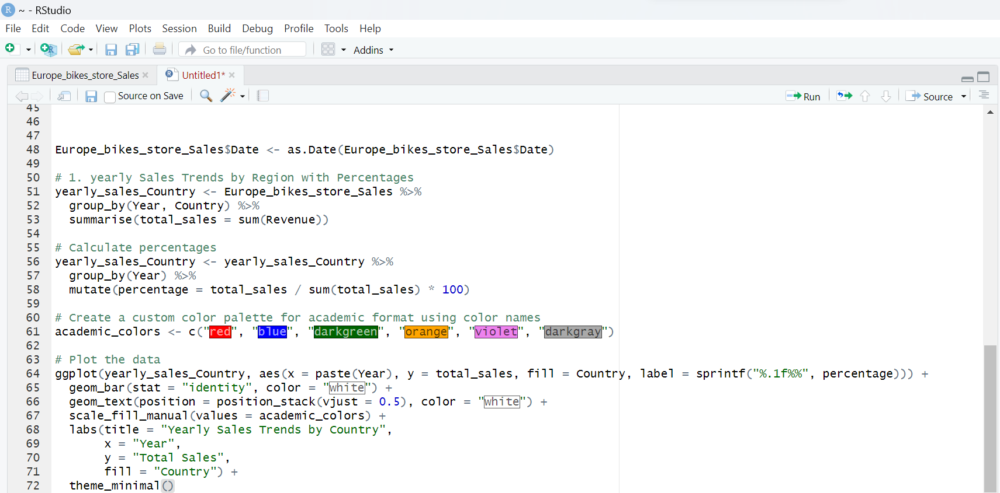 R ~ - RStudio
File Edit Code View Plots Session Build Debug Profile Tools Help
Go to file/function Addins
Europe_bikes_store_Sales Untitled1*
Source on Save Run Source
45
46
47
48 Europe_bikes_store_Sales$Date <- as.Date(Europe_bikes_store_Sales$Date)
49
50 # 1. yearly Sales Trends by Region with Percentages
51 yearly_sales_Country <- Europe_bikes_store_Sales %>%
52   group_by(Year, Country) %>%
53   summarise(total_sales = sum(Revenue))
54
55 # Calculate percentages
56 yearly_sales_Country <- yearly_sales_Country %>%
57   group_by(Year) %>%
58   mutate(percentage = total_sales / sum(total_sales) * 100)
59
60 # Create a custom color palette for academic format using color names
61 academic_colors <- c("red", "blue", "darkgreen", "orange", "violet", "darkgray")
62
63 # Plot the data
64 ggplot(yearly_sales_Country, aes(x = paste(Year), y = total_sales, fill = Country, label = sprintf("%.1f%%", percentage))) +
65   geom_bar(stat = "identity", color = "white") +
66   geom_text(position = position_stack(vjust = 0.5), color = "white") +
67   scale_fill_manual(values = academic_colors) +
68   labs(title = "Yearly Sales Trends by Country",
69        x = "Year",
70        y = "Total Sales",
71        fill = "Country") +
72   theme_minimal()